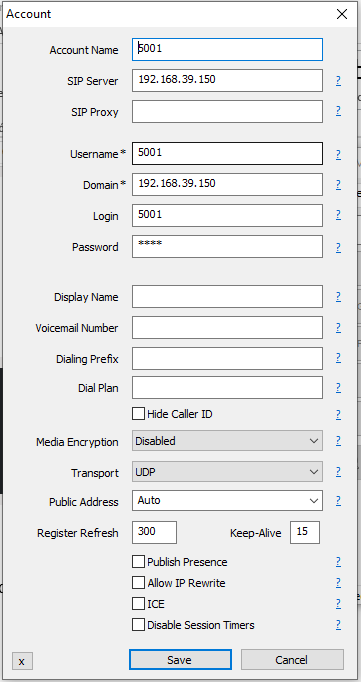 Account
Account Name 5001
SIP Server 192.168.39.150 ?
SIP Proxy ?
Username* 5001 ?
Domain* 192.168.39.150 ?
Login 5001 ?
Password **** ?
Display Name ?
Voicemail Number ?
Dialing Prefix ?
Dial Plan ?
Hide Caller ID ?
Media Encryption Disabled ?
Transport UDP ?
Public Address Auto ?
Register Refresh 300 Keep-Alive 15
Publish Presence ?
Allow IP Rewrite ?
ICE ?
Disable Session Timers ?
x Save Cancel